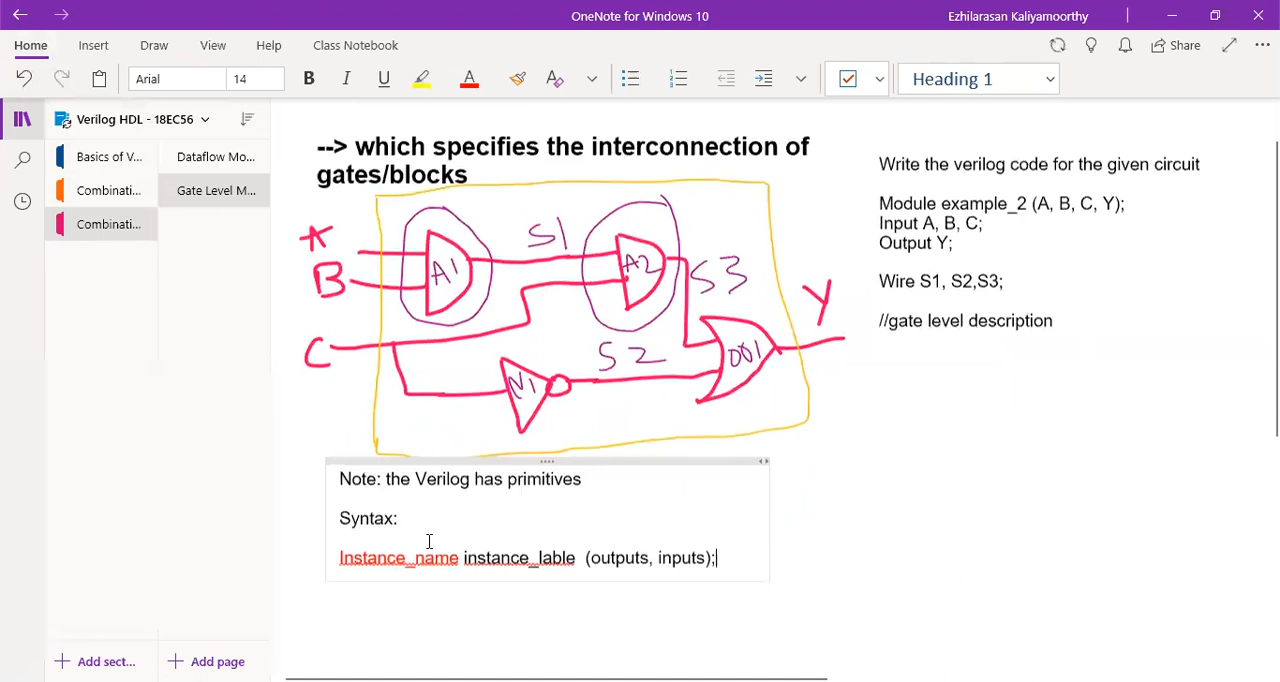 OneNote for Windows 10
Ezhilarasan Kaliyamoorthy
Home Insert Draw View Help Class Notebook
Share
Arial 14 B I U A A Heading 1
Verilog HDL - 18EC56
Basics of V...
Combinati...
Combinati...
Dataflow Mo...
Gate Level M...
--> which specifies the interconnection of
gates/blocks
A
B
C
A1
S1
A2
S3
N1
S2
001
Y
Note: the Verilog has primitives
Syntax:
Instance_name instance_lable (outputs, inputs);
Write the verilog code for the given circuit
Module example_2 (A, B, C, Y);
Input A, B, C;
Output Y;
Wire S1, S2,S3;
//gate level description
Add sect...
Add page